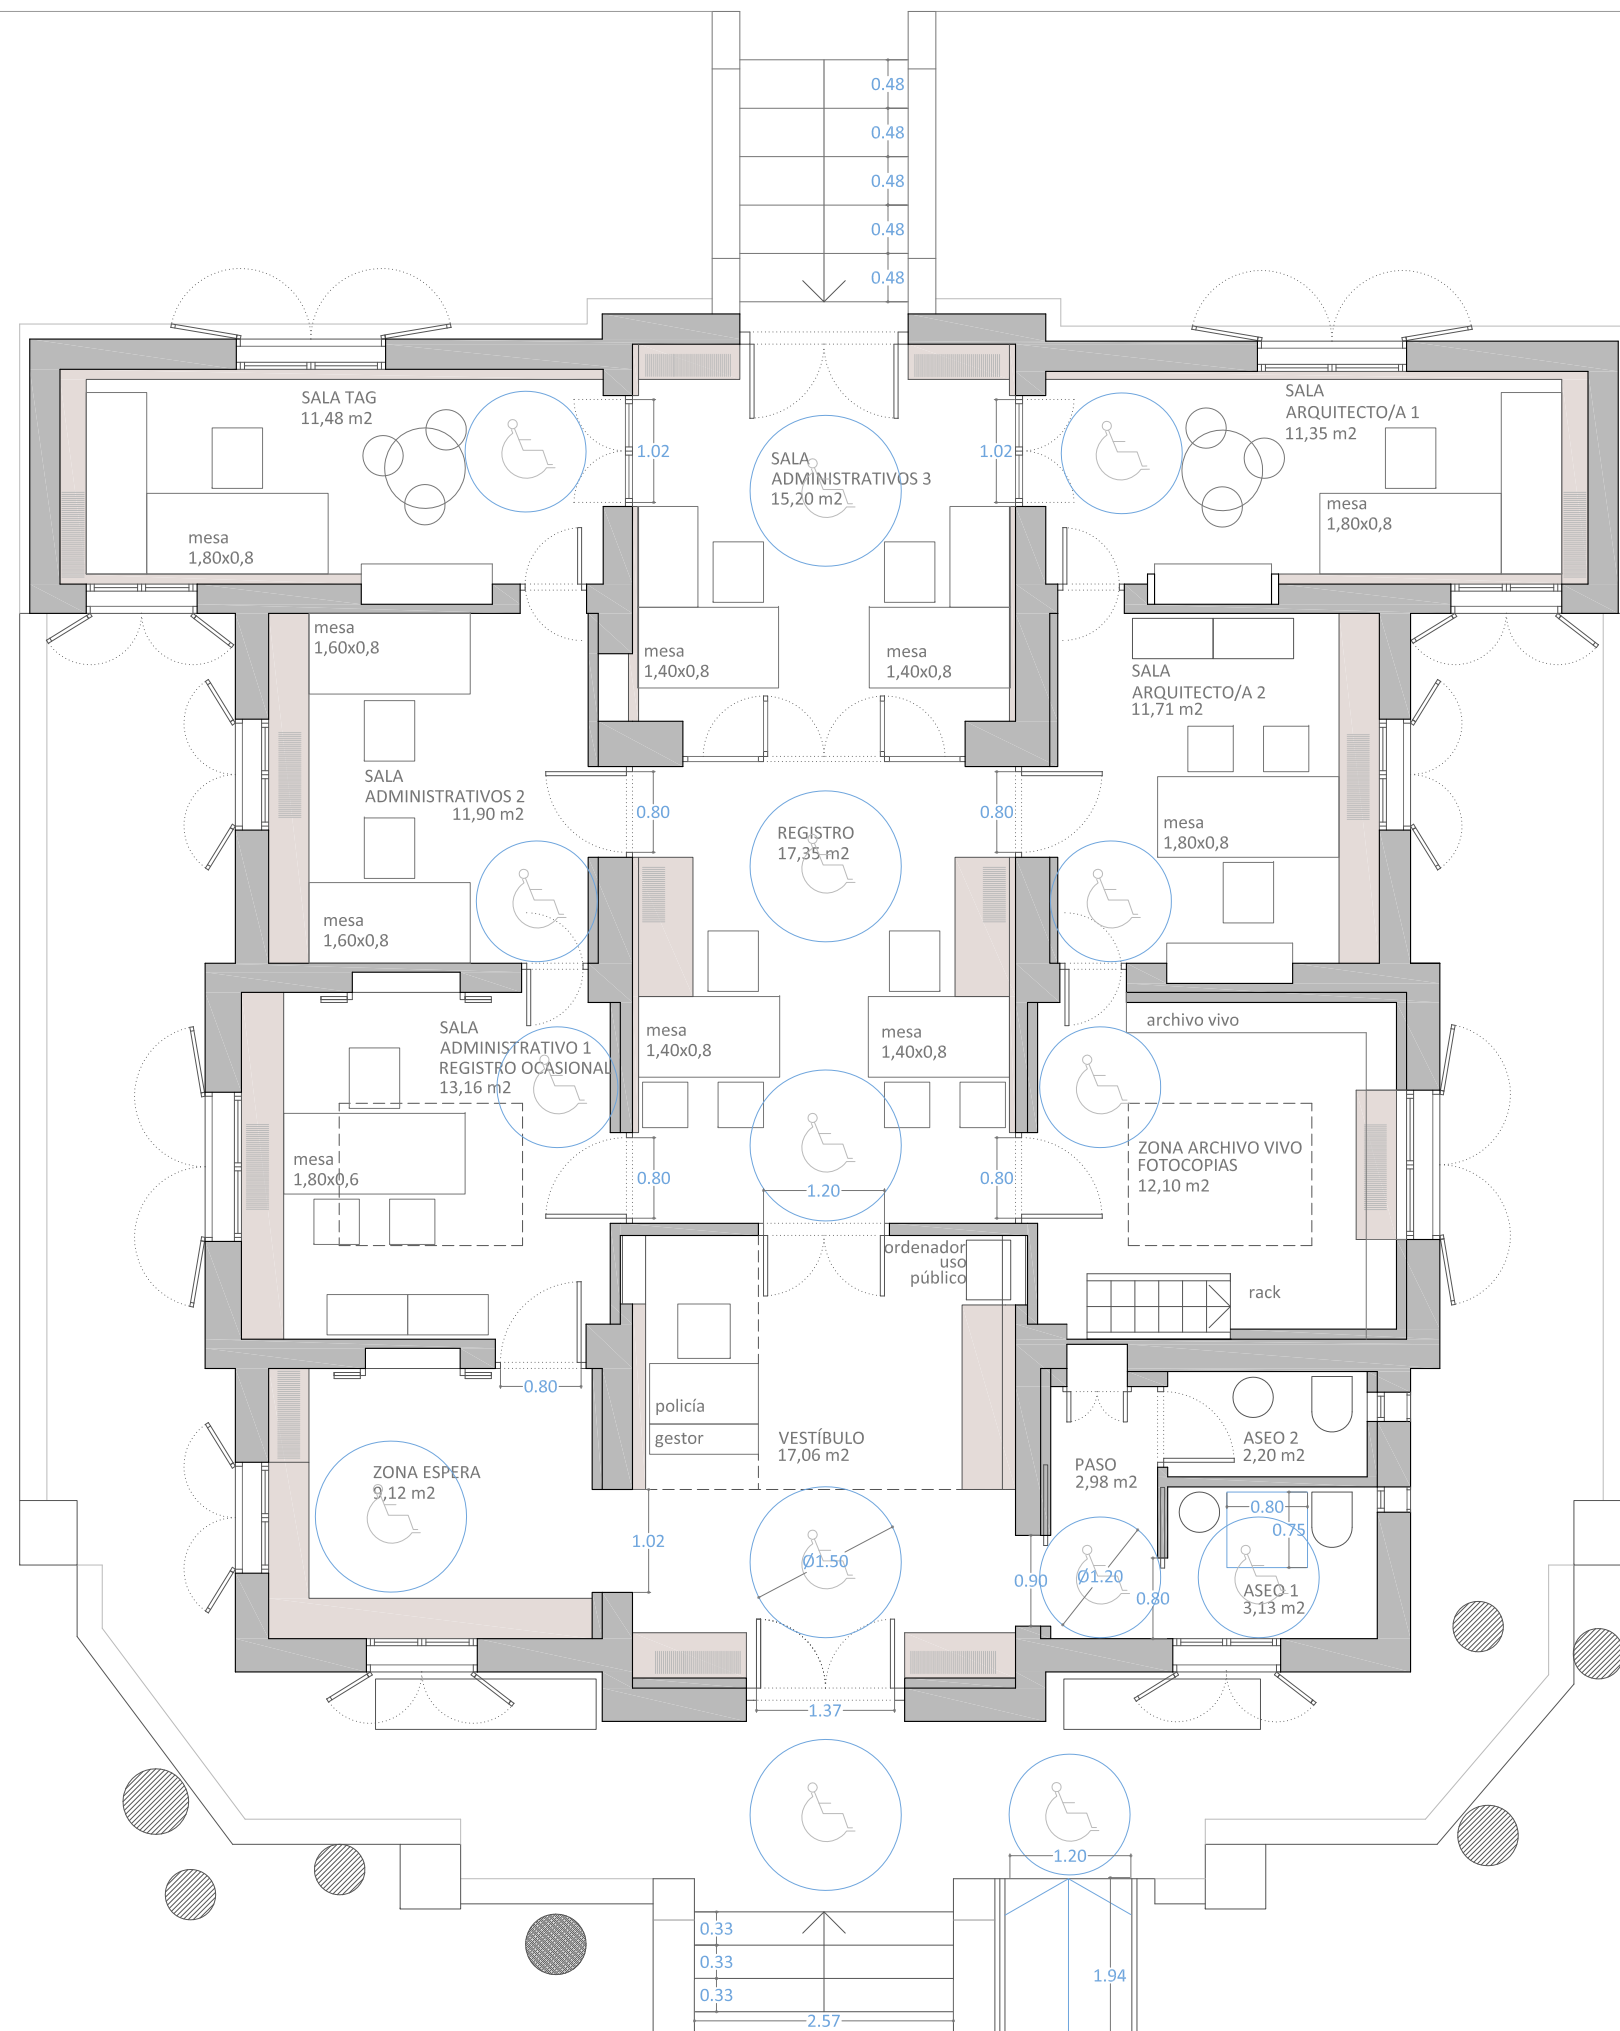 0.48
0.48
0.48
0.48
0.48
SALA TAG
11,48 m2
mesa
1,80x0,8
1.02
SALA
ADMINISTRATIVOS 3
15,20 m2
1.02
SALA
ARQUITECTO/A 1
11,35 m2
mesa
1,80x0,8
mesa
1,60x0,8
mesa
1,40x0,8
mesa
1,40x0,8
SALA
ARQUITECTO/A 2
11,71 m2
SALA
ADMINISTRATIVOS 2
11,90 m2
0.80
REGISTRO
17,35 m2
0.80
mesa
1,80x0,8
mesa
1,60x0,8
SALA
ADMINISTRATIVO 1
REGISTRO OCASIONAL
13,16 m2
mesa
1,40x0,8
mesa
1,40x0,8
archivo vivo
mesa
1,80x0,6
0.80
1.20
0.80
ZONA ARCHIVO VIVO
FOTOCOPIAS
12,10 m2
ordenador
uso
público
rack
0.80
policía
gestor
VESTÍBULO
17,06 m2
ZONA ESPERA
9,12 m2
PASO
2,98 m2
ASEO 2
2,20 m2
1.02
Ø1.50
0.90
Ø1.20
0.80
0.80
0.75
ASEO 1
3,13 m2
1.37
1.20
0.33
0.33
0.33
2.57
1.94